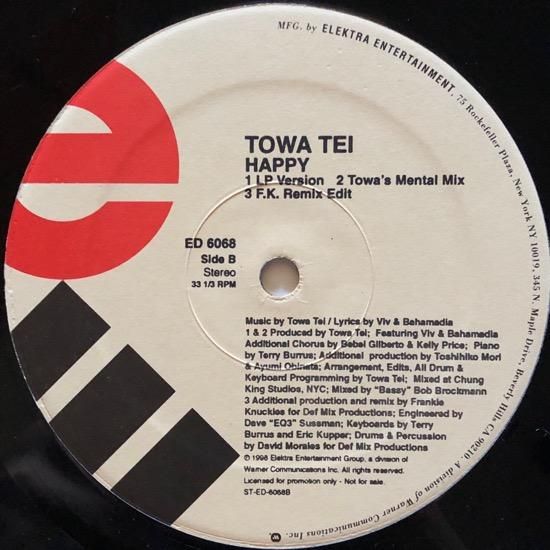 MFG. by ELEKTRA ENTERTAINMENT, 75 Rockefeller Plaza, New York NY 10019, 345 N. Maple Drive, Beverly Hills CA 90210. A division of Warner Communications Inc.
e
TOWA TEI
HAPPY
1 LP Version 2 Towa's Mental Mix
3 F.K. Remix Edit
ED 6068
Side B
Stereo
33 1/3 RPM
Music by Towa Tei / Lyrics by Viv & Bahamadia
1 & 2 Produced by Towa Tei; Featuring Viv & Bahamadia
Additional Chorus by Bebel Gilberto & Kelly Price; Piano
by Terry Burrus; Additional production by Toshihiko Mori
& Ayumi Obinata; Arrangement, Edits, All Drum &
Keyboard Programming by Towa Tei; Mixed at Chung
King Studios, NYC; Mixed by "Bassy" Bob Brockmann
3 Additional production and remix by Frankie
Knuckles for Def Mix Productions; Engineered by
Dave "EQ3" Sussman; Keyboards by Terry
Burrus and Eric Kupper; Drums & Percussion
by David Morales for Def Mix Productions
℗ 1998 Elektra Entertainment Group, a division of
Warner Communications Inc. All rights reserved.
Licensed for promotion only - Not for sale.
ST-ED-6068B